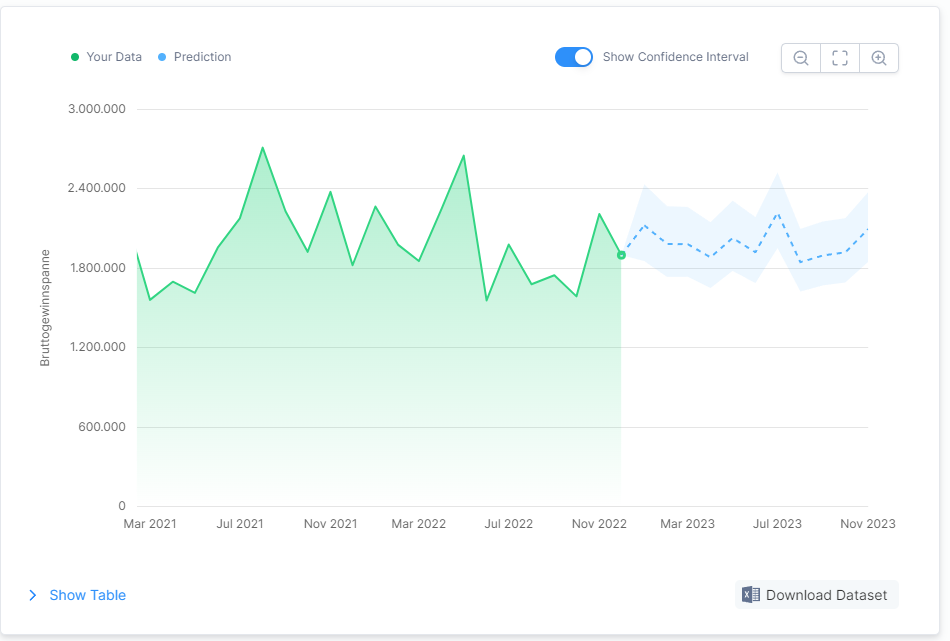 Your Data
Prediction
Show Confidence Interval
3.000.000
2.400.000
1.800.000
1.200.000
600.000
0
Bruttogewinnspanne
Mar 2021
Jul 2021
Nov 2021
Mar 2022
Jul 2022
Nov 2022
Mar 2023
Jul 2023
Nov 2023
Show Table
Download Dataset